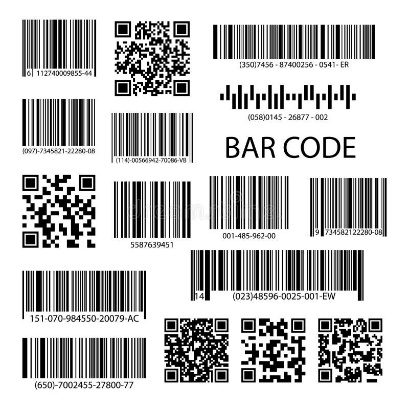 6 112740009855-44
(350)7456 - 87400256 - 0541- ER
(058)0145 - 26877 - 002
(097)-7345821-22280-08
(114)-00566942-70086-VB
BAR CODE
5587639451
001-485-962-00
9 734582122280-08
14 (023)48596-0025-001-EW
151-070-984550-20079-AC
(650)-7002455-27800-77